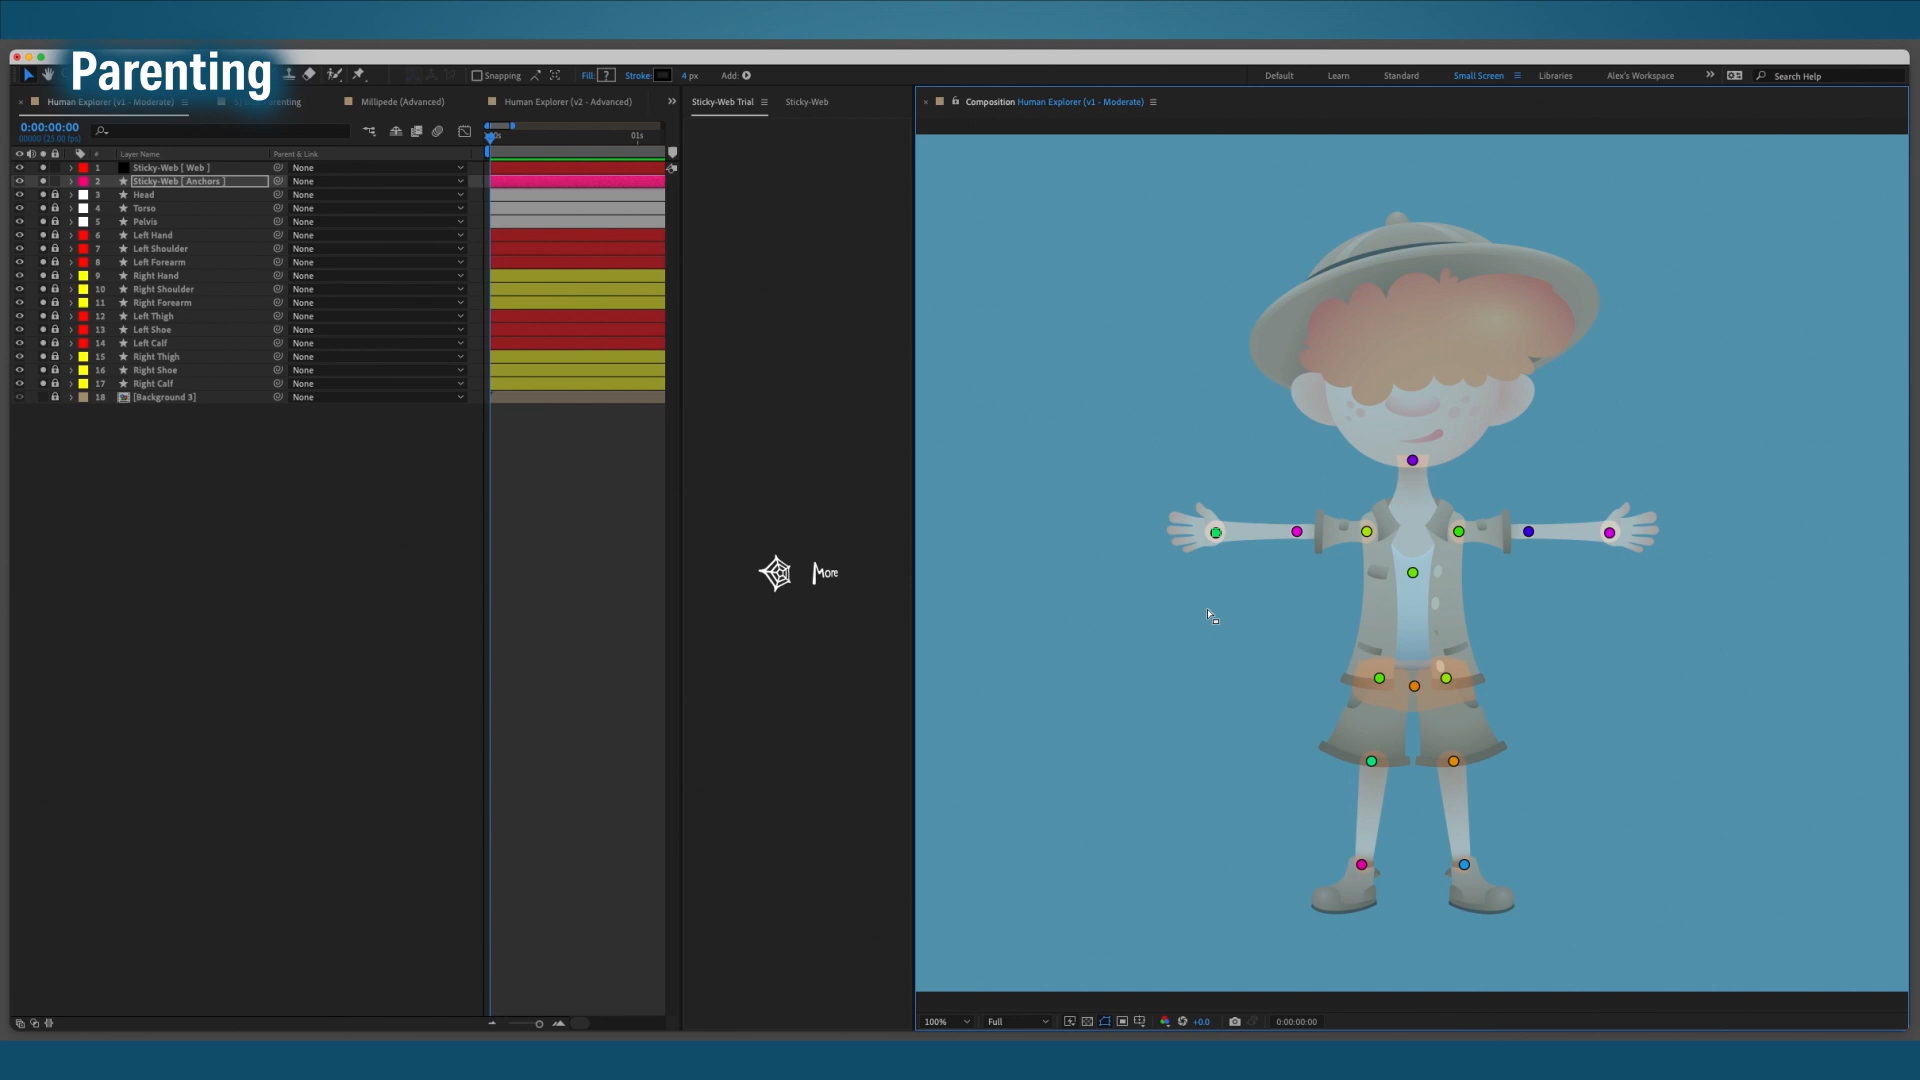 Parenting
Snapping
Fill: ?
Stroke:
4 px
Add:
Default
Learn
Standard
Small Screen
Libraries
Alex's Workspace
Search Help
Human Explorer (v1 - Moderate)
Millipede (Advanced)
Human Explorer (v2 - Advanced)
Sticky-Web Trial
Sticky-Web
Composition Human Explorer (v1 - Moderate)
0:00:00:00
00000 (25.00 fps)
01s
# Layer Name Parent & Link
1 Sticky-Web [ Web ] None
2 Sticky-Web [ Anchors ] None
3 Head None
4 Torso None
5 Pelvis None
6 Left Hand None
7 Left Shoulder None
8 Left Forearm None
9 Right Hand None
10 Right Shoulder None
11 Right Forearm None
12 Left Thigh None
13 Left Shoe None
14 Left Calf None
15 Right Thigh None
16 Right Shoe None
17 Right Calf None
18 [Background 3] None
More
100%
Full
+0.0
0:00:00:00